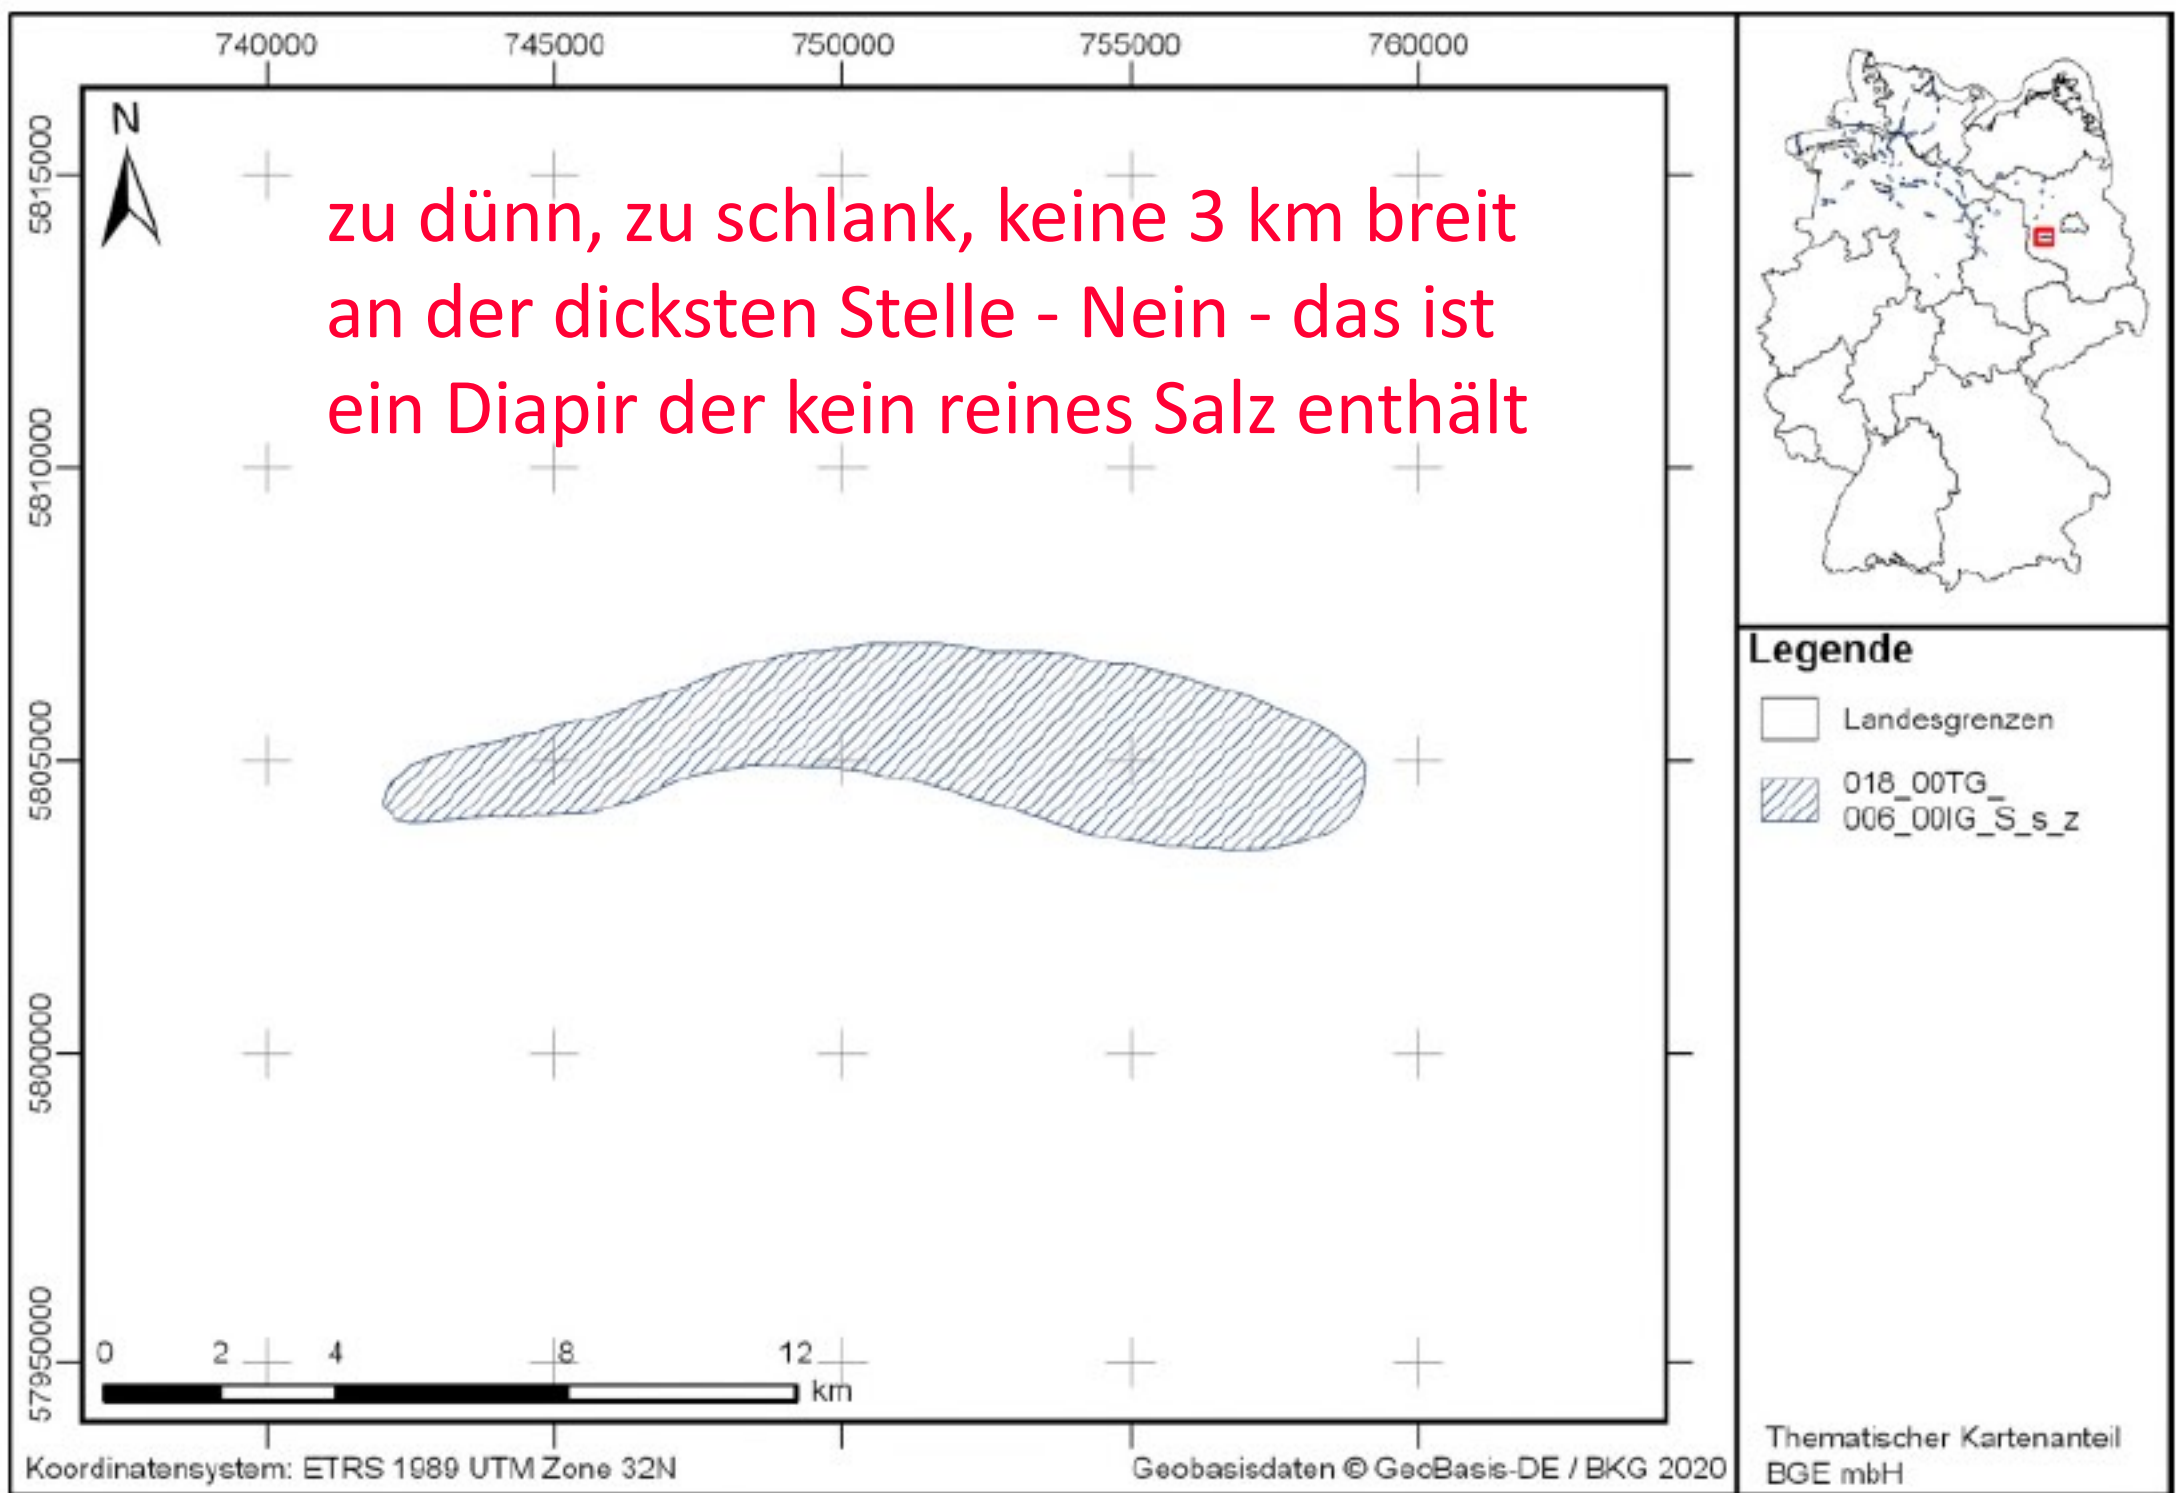 740000 745000 750000 755000 760000
N
5815000
zu dünn, zu schlank, keine 3 km breit
an der dicksten Stelle - Nein - das ist
ein Diapir der kein reines Salz enthält
5810000
5805000
5800000
5795000
0 2 4 8 12
km
Koordinatensystem: ETRS 1989 UTM Zone 32N
Geobasisdaten © GeoBasis-DE / BKG 2020
Legende
Landesgrenzen
018_00TG_
006_00IG_S_s_z
Thematischer Kartenanteil
BGE mbH